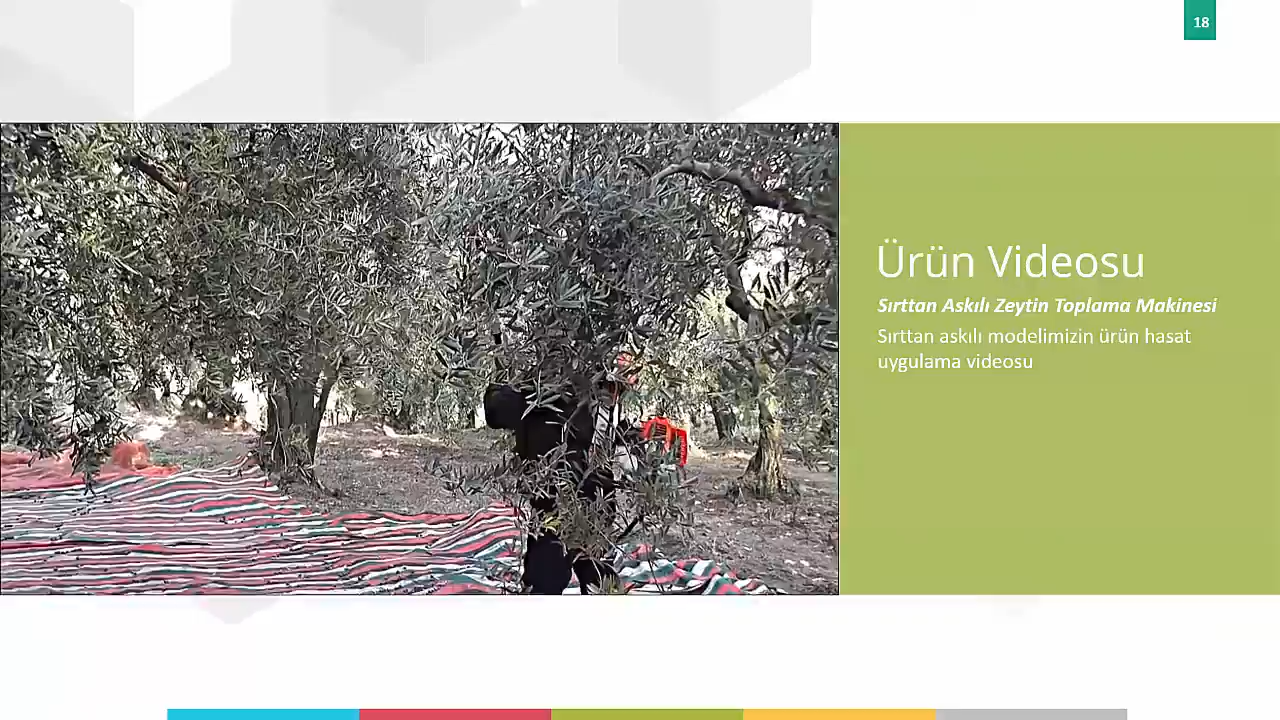 18
Ürün Videosu
Sırttan Askılı Zeytin Toplama Makinesi
Sırttan askılı modelimizin ürün hasat
uygulama videosu